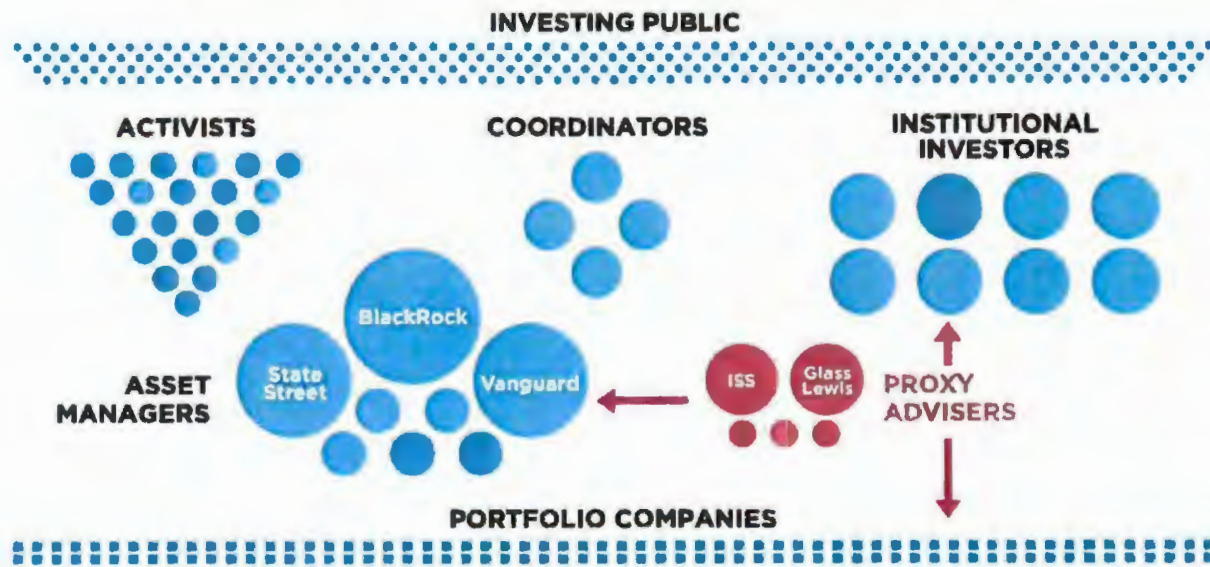 INVESTING PUBLIC
ACTIVISTS
COORDINATORS
INSTITUTIONAL
INVESTORS
BlackRock
State
Street
Vanguard
ASSET
MANAGERS
ISS
Glass
Lewis
PROXY
ADVISERS
PORTFOLIO COMPANIES